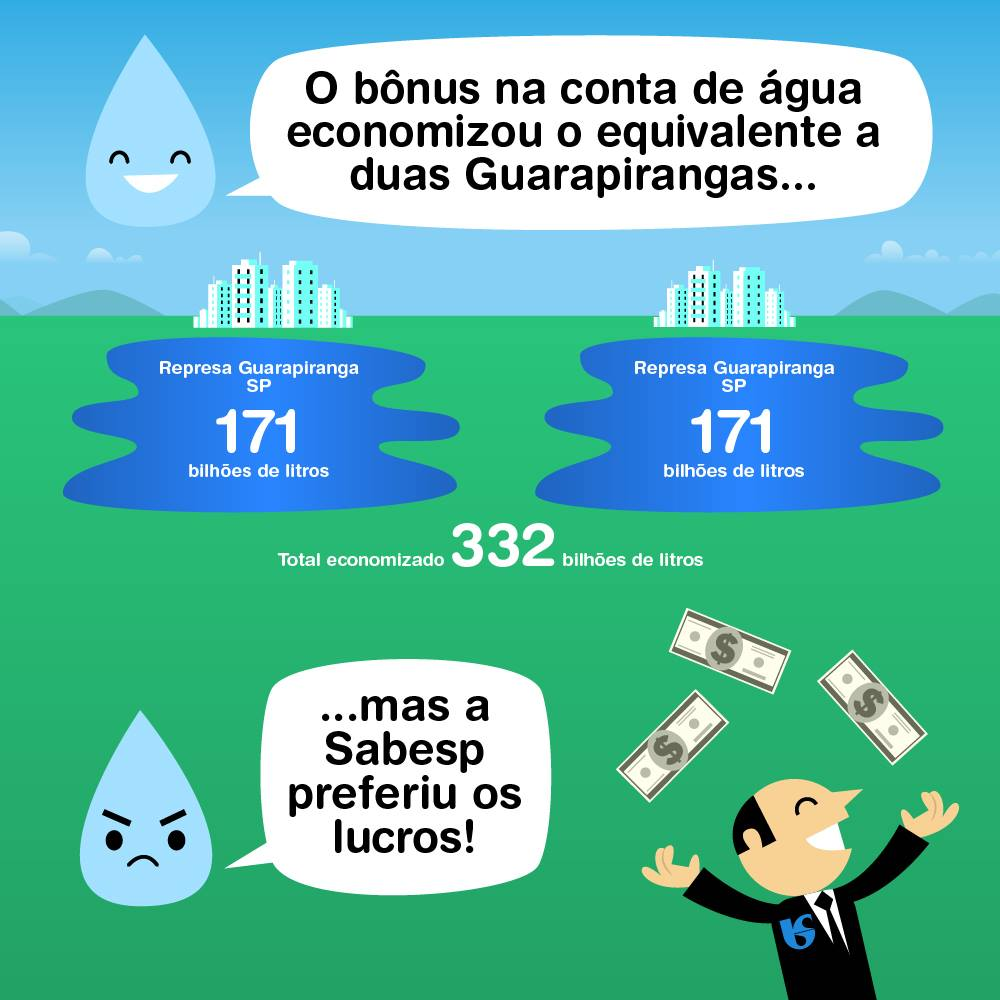 O bônus na conta de água
economizou o equivalente a
duas Guarapirangas...
Represa Guarapiranga
SP
171
bilhões de litros
Represa Guarapiranga
SP
171
bilhões de litros
Total economizado 332 bilhões de litros
...mas a
Sabesp
preferiu os
lucros!
$
$
$